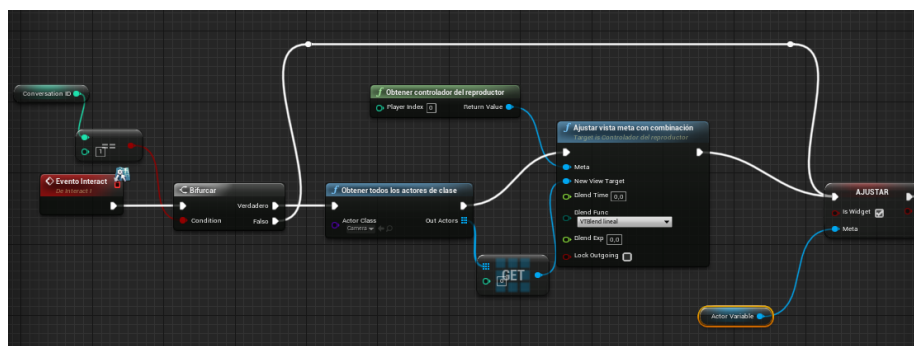 Conversation ID
==
1
Evento Interact
De Interact I
Bifurcar
Verdadero
Condition
Falso
Obtener todos los actores de clase
Actor Class
Out Actors
Camera
Obtener controlador del reproductor
Player Index 0
Return Value
GET
0
Ajustar vista meta con combinación
Target is Controlador del reproductor
Meta
New View Target
Blend Time 0,0
Blend Func
VTBlend lineal
Blend Exp 0,0
Lock Outgoing
AJUSTAR
Is Widget
Meta
Actor Variable